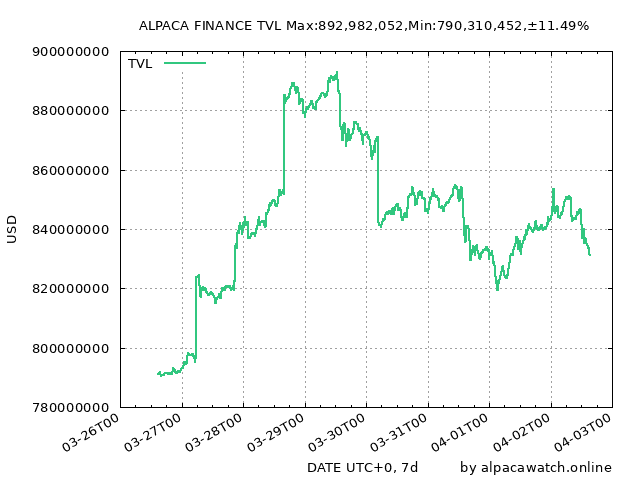 ALPACA FINANCE TVL Max:892,982,052,Min:790,310,452,±11.49%
900000000
TVL
880000000
860000000
840000000
820000000
800000000
780000000
USD
03-26T00
03-27T00
03-28T00
03-29T00
03-30T00
03-31T00
04-01T00
04-02T00
04-03T00
DATE UTC+0, 7d
by alpacawatch.online